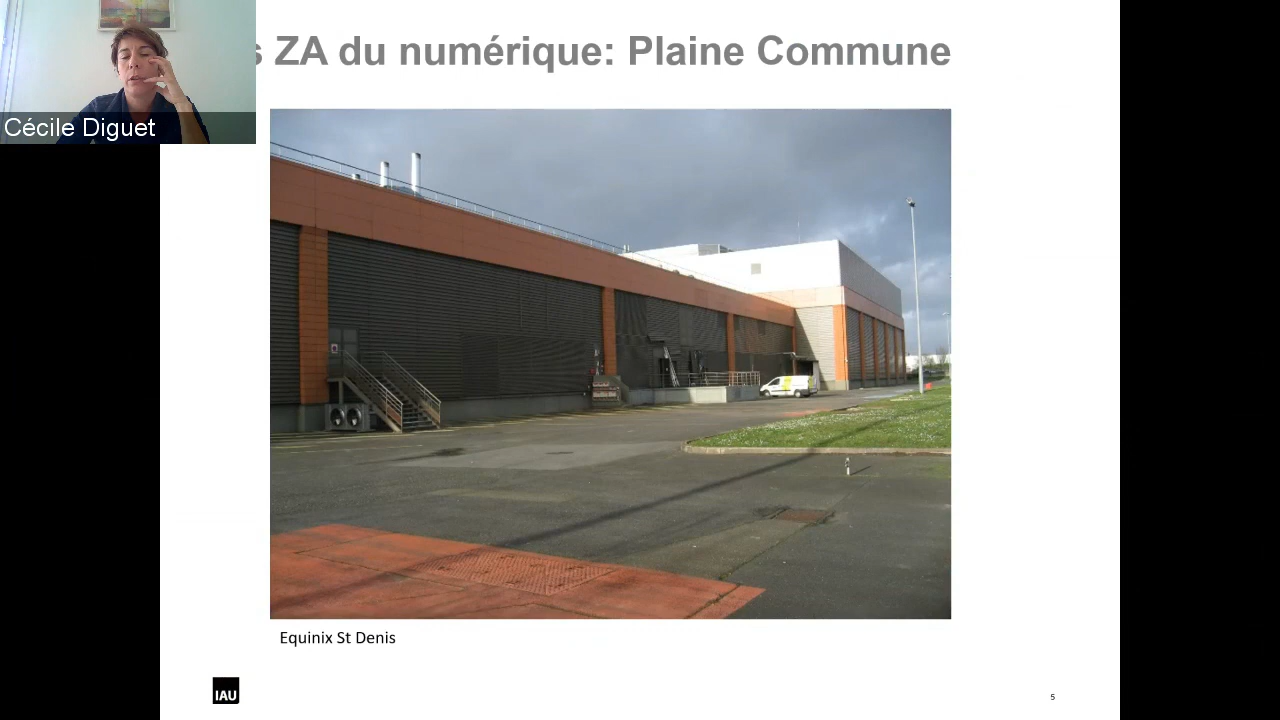 s ZA du numérique: Plaine Commune
Cécile Diguet
Equinix St Denis
IAU
5